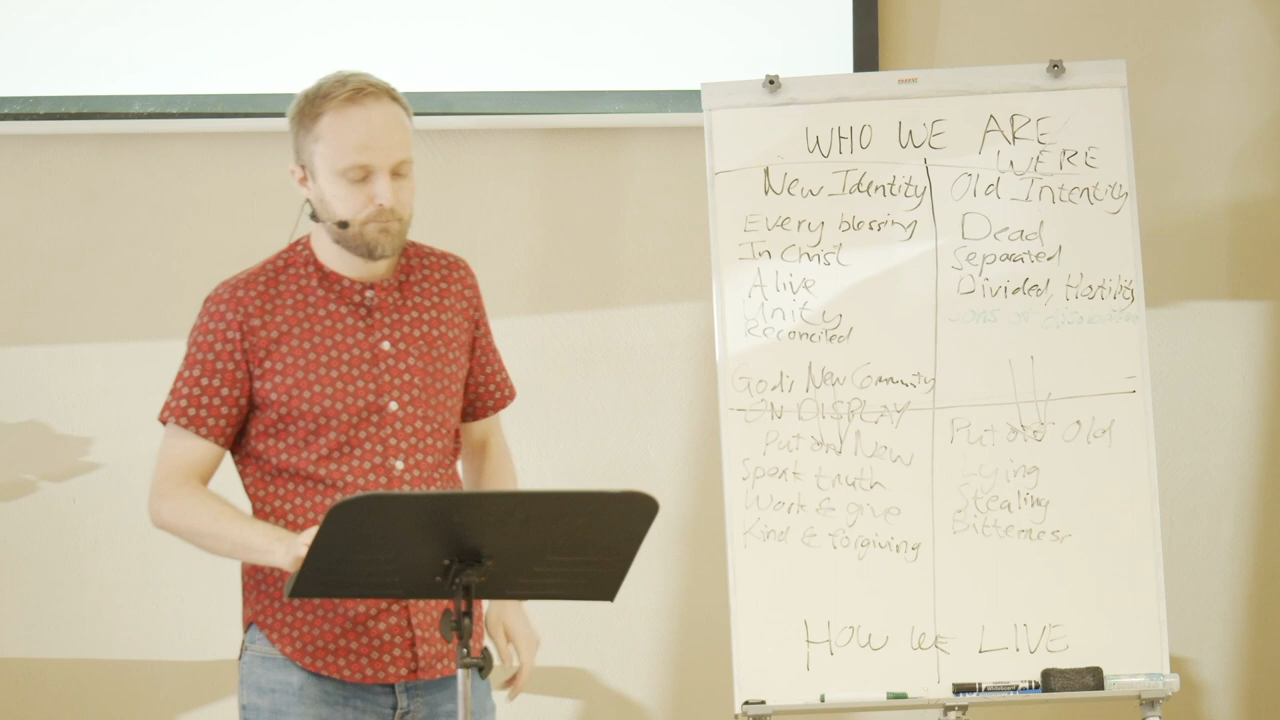 WHO WE ARE
WERE
New Identity
Every blessing
In Christ
Alive
Unity
Reconciled
God's New Community
ON DISPLAY
Put on New
Speak truth
Work & give
Kind & forgiving
Old Intentity
Dead
Separated
Divided, Hostility
Sons of
Put off Old
Lying
Stealing
Bitterness
HOW WE LIVE